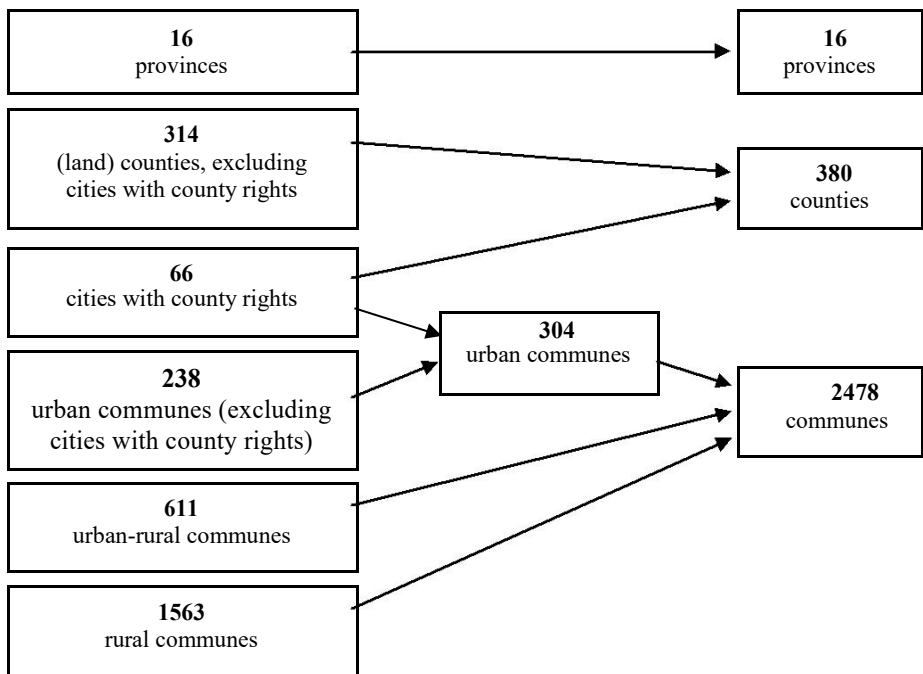 16
provinces
16
provinces
314
(land) counties, excluding
cities with county rights
380
counties
66
cities with county rights
304
urban communes
238
urban communes (excluding
cities with county rights)
2478
communes
611
urban-rural communes
1563
rural communes